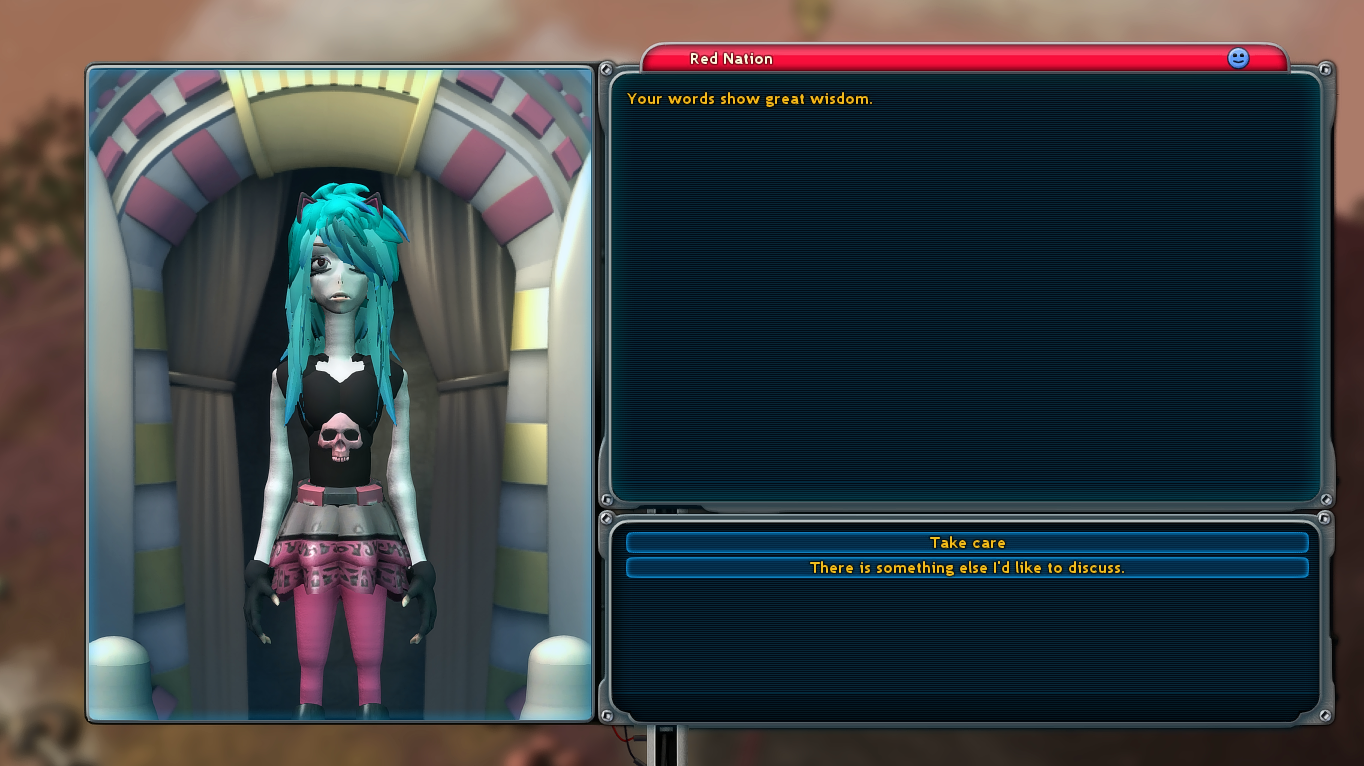 Red Nation
Your words show great wisdom.
Take care
There is something else I'd like to discuss.